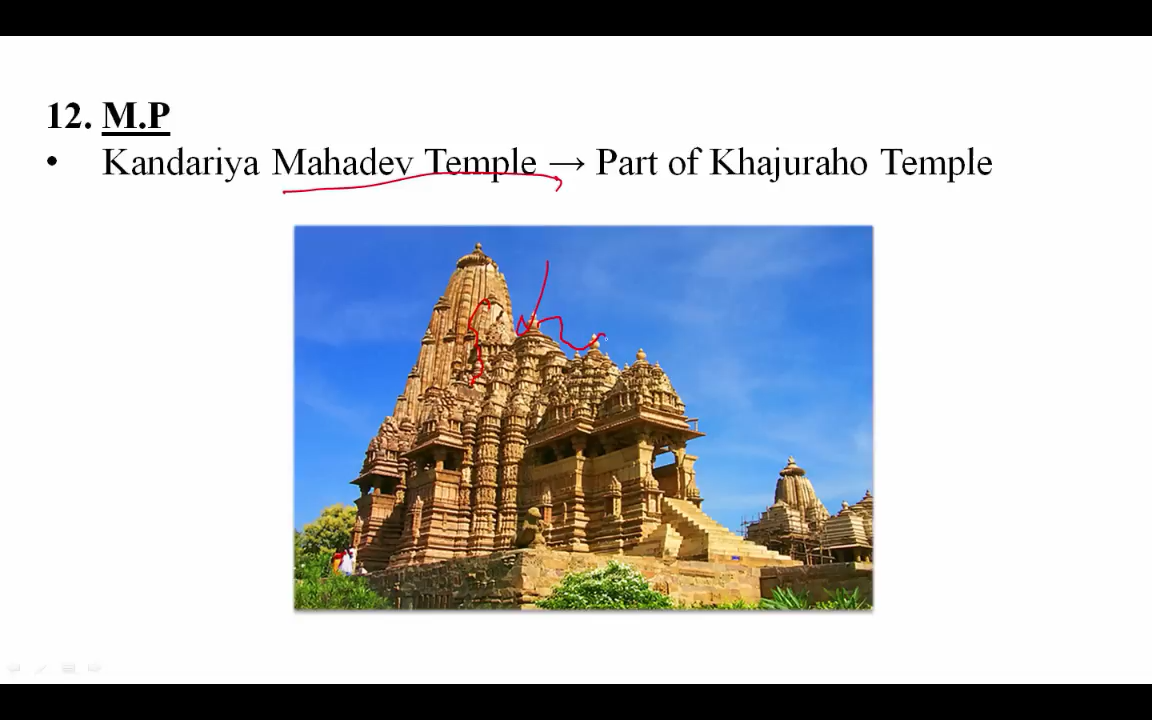 12. M.P
• Kandariya Mahadev Temple → Part of Khajuraho Temple